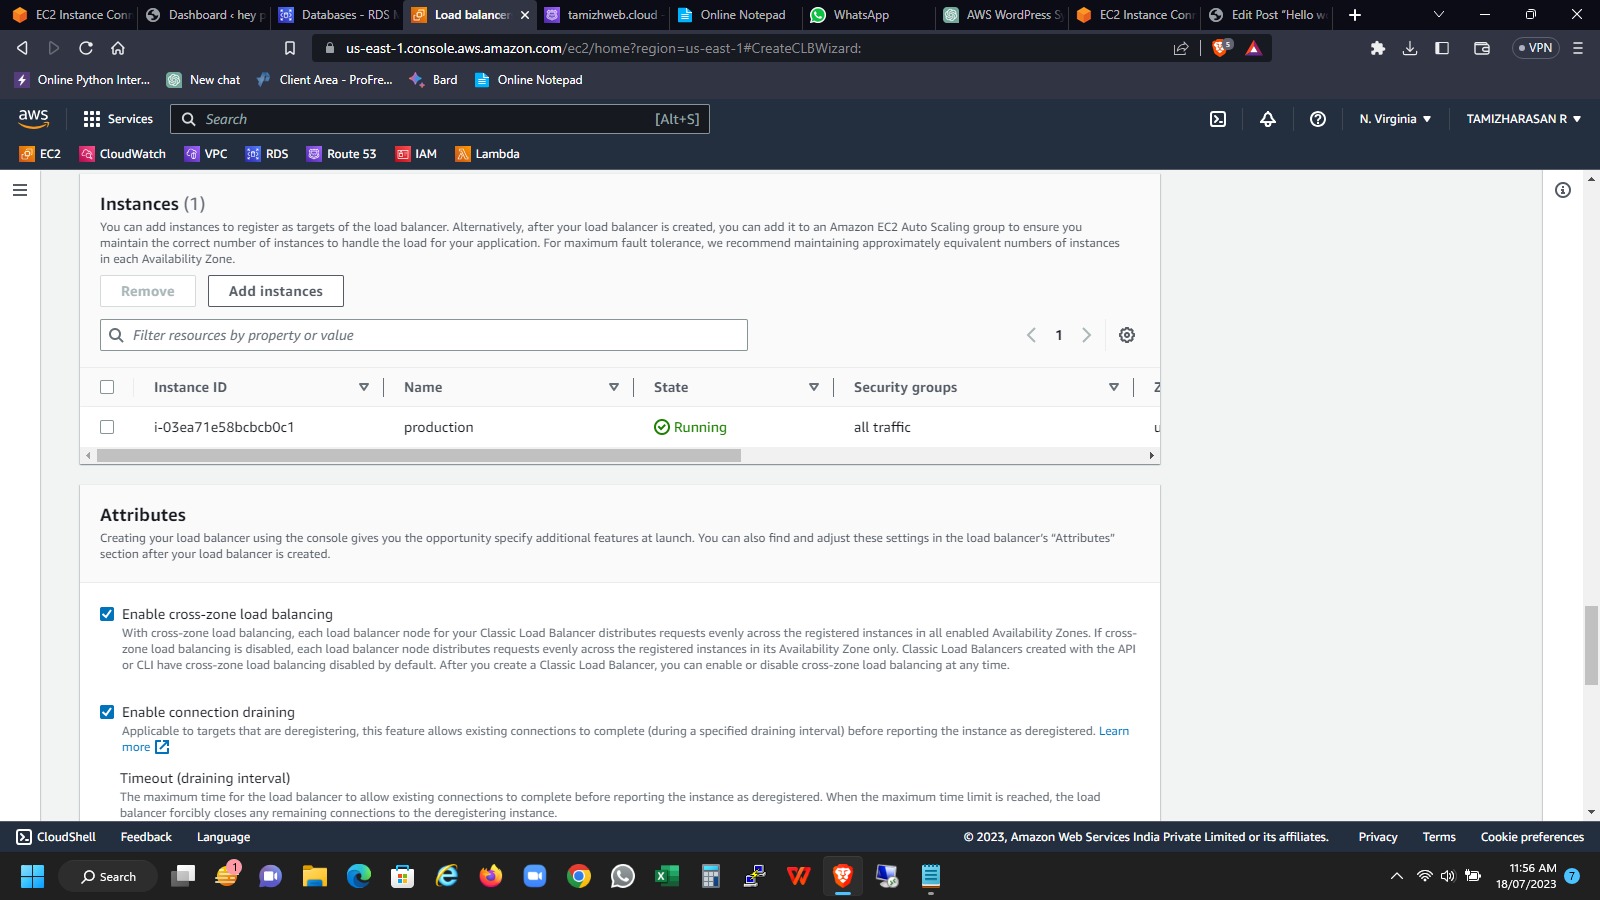 EC2 Instance Conn
Dashboard ‹ hey p
Databases - RDS M
Load balancer
tamizhweb.cloud -
Online Notepad
WhatsApp
AWS WordPress Sy
EC2 Instance Conn
Edit Post "Hello w
us-east-1.console.aws.amazon.com/ec2/home?region=us-east-1#CreateCLBWizard:
5
VPN
Online Python Inter...
New chat
Client Area - ProFre...
Bard
Online Notepad
aws
Services
Search
[Alt+S]
N. Virginia
TAMIZHARASAN R
EC2
CloudWatch
VPC
RDS
Route 53
IAM
Lambda
Instances (1)
You can add instances to register as targets of the load balancer. Alternatively, after your load balancer is created, you can add it to an Amazon EC2 Auto Scaling group to ensure you
maintain the correct number of instances to handle the load for your application. For maximum fault tolerance, we recommend maintaining approximately equivalent numbers of instances
in each Availability Zone.
Remove
Add instances
Filter resources by property or value
1
Instance ID
Name
State
Security groups
Z
i-03ea71e58bcbcb0c1
production
Running
all traffic
u
Attributes
Creating your load balancer using the console gives you the opportunity specify additional features at launch. You can also find and adjust these settings in the load balancer's "Attributes"
section after your load balancer is created.
Enable cross-zone load balancing
With cross-zone load balancing, each load balancer node for your Classic Load Balancer distributes requests evenly across the registered instances in all enabled Availability Zones. If cross-
zone load balancing is disabled, each load balancer node distributes requests evenly across the registered instances in its Availability Zone only. Classic Load Balancers created with the API
or CLI have cross-zone load balancing disabled by default. After you create a Classic Load Balancer, you can enable or disable cross-zone load balancing at any time.
Enable connection draining
Applicable to targets that are deregistering, this feature allows existing connections to complete (during a specified draining interval) before reporting the instance as deregistered. Learn
more
Timeout (draining interval)
The maximum time for the load balancer to allow existing connections to complete before reporting the instance as deregistered. When the maximum time limit is reached, the load
balancer forcibly closes any remaining connections to the deregistering instance.
CloudShell
Feedback
Language
© 2023, Amazon Web Services India Private Limited or its affiliates.
Privacy
Terms
Cookie preferences
Search
1
11:56 AM
18/07/2023
7